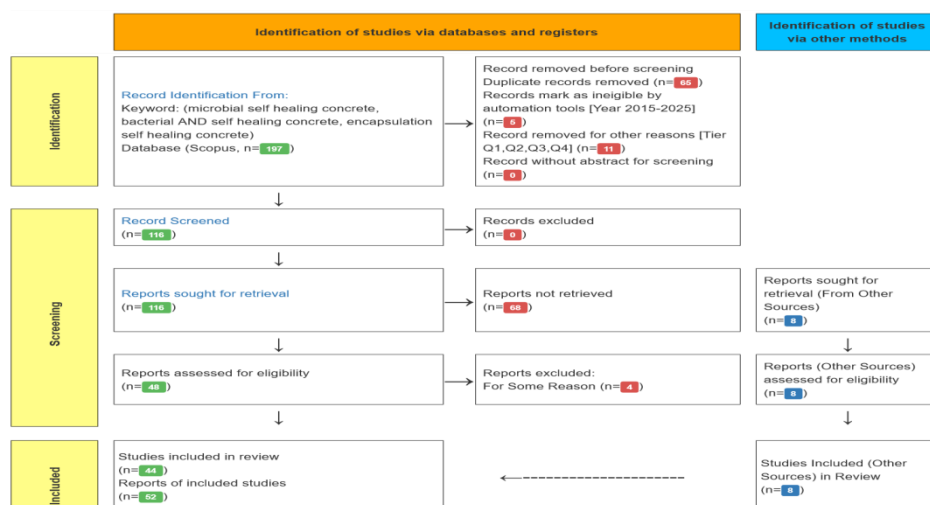 Identification of studies via databases and registers
Identification of studies
via other methods
Identification
Record Identification From:
Keyword: (microbial self healing concrete,
bacterial AND self healing concrete, encapsulation
self healing concrete)
Database (Scopus, n= 197)
Record removed before screening
Duplicate records removed (n= 65)
Records mark as ineigible by
automation tools [Year 2015-2025]
(n= 5)
Record removed for other reasons [Tier
Q1,Q2,Q3,Q4] (n= 11)
Record without abstract for screening
(n= 0)
Screening
Record Screened
(n= 116)
Records excluded
(n= 0)
Reports sought for retrieval
(n= 116)
Reports not retrieved
(n= 68)
Reports sought for
retrieval (From Other
Sources)
(n= 8)
Reports assessed for eligibility
(n= 48)
Reports excluded:
For Some Reason (n= 4)
Reports (Other Sources)
assessed for eligibility
(n= 8)
Included
Studies included in review
(n= 44)
Reports of included studies
(n= 52)
Studies Included (Other
Sources) in Review
(n= 8)